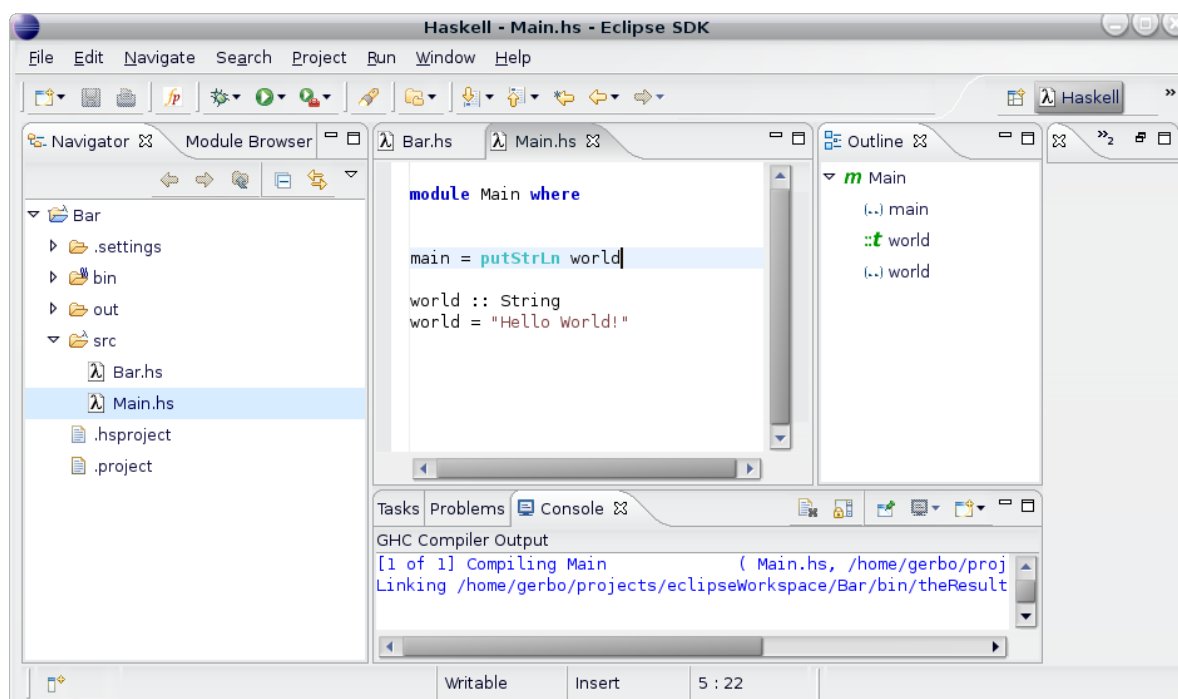 Haskell - Main.hs - Eclipse SDK
File Edit Navigate Search Project Run Window Help
fp
λ Haskell »
Navigator Module Browser
Bar
.settings
bin
out
src
λ Bar.hs
λ Main.hs
.hsproject
.project
λ Bar.hs λ Main.hs
module Main where
main = putStrLn world
world :: String
world = "Hello World!"
Outline
m Main
(..) main
::t world
(..) world
»2
Tasks Problems Console
GHC Compiler Output
[1 of 1] Compiling Main ( Main.hs, /home/gerbo/proj
Linking /home/gerbo/projects/eclipseWorkspace/Bar/bin/theResult
Writable Insert 5 : 22